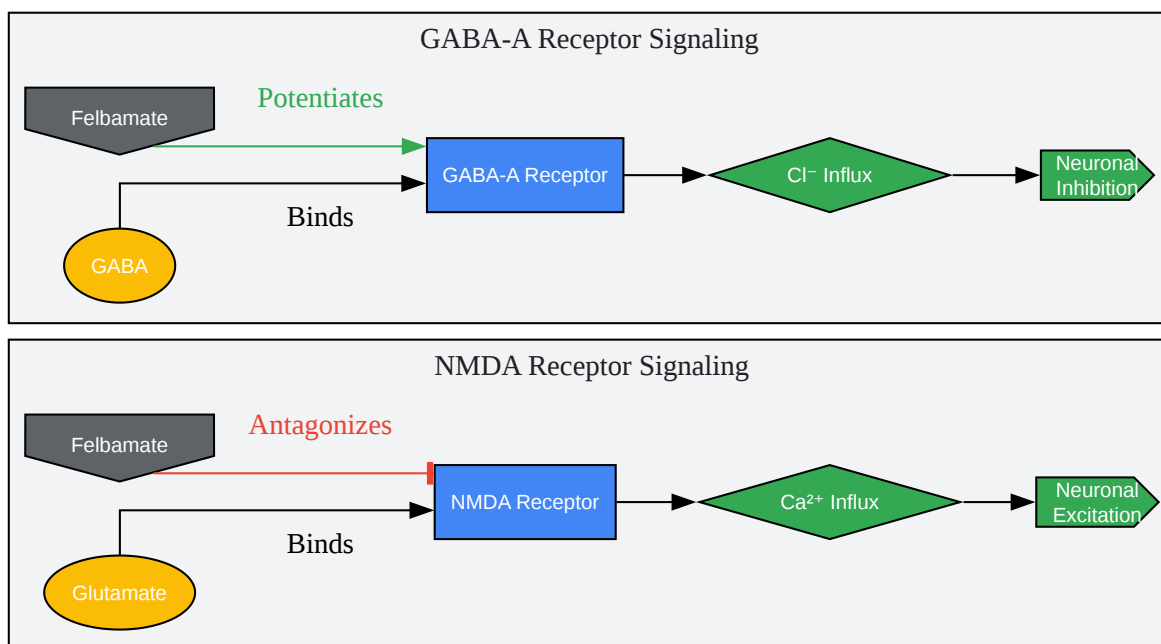 GABA-A Receptor Signaling
Felbamate
Potentiates
GABA-A Receptor
Cl⁻ Influx
Neuronal
Inhibition
Binds
GABA
NMDA Receptor Signaling
Felbamate
Antagonizes
NMDA Receptor
Ca²⁺ Influx
Neuronal
Excitation
Binds
Glutamate